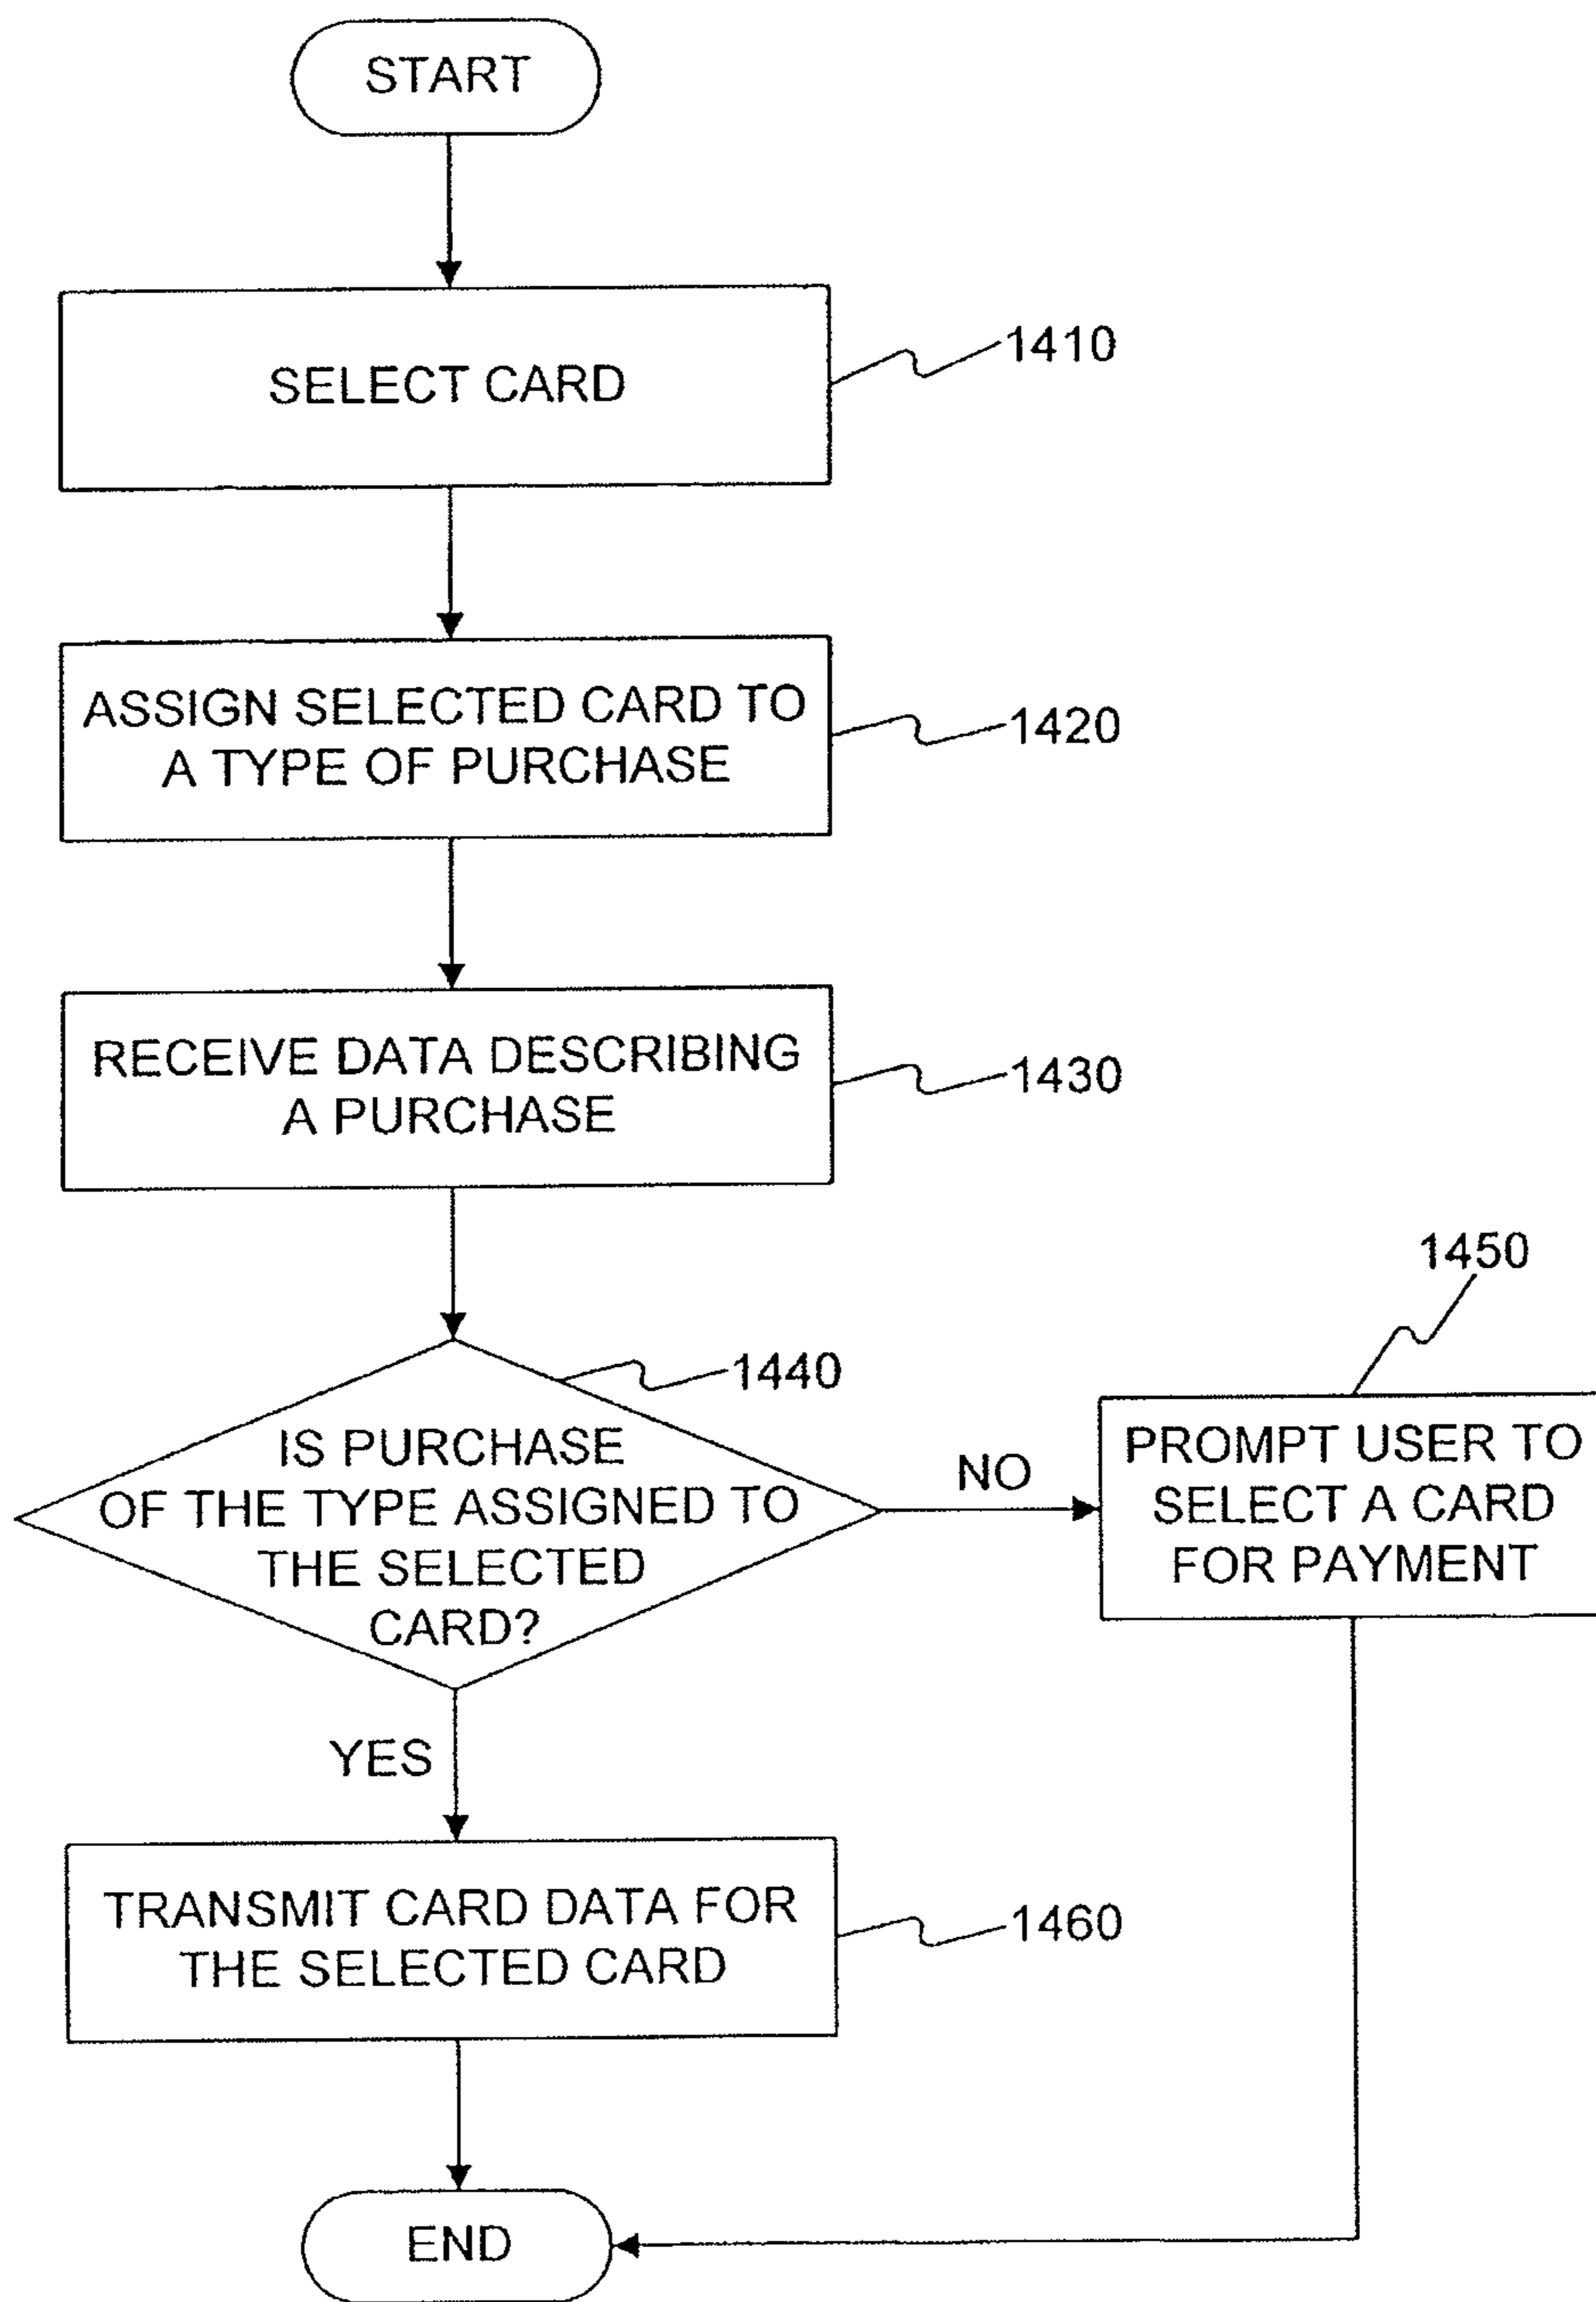 START
SELECT CARD
1410
ASSIGN SELECTED CARD TO
A TYPE OF PURCHASE
1420
RECEIVE DATA DESCRIBING
A PURCHASE
1430
1440
IS PURCHASE
OF THE TYPE ASSIGNED TO
THE SELECTED
CARD?
NO
1450
PROMPT USER TO
SELECT A CARD
FOR PAYMENT
YES
TRANSMIT CARD DATA FOR
THE SELECTED CARD
1460
END